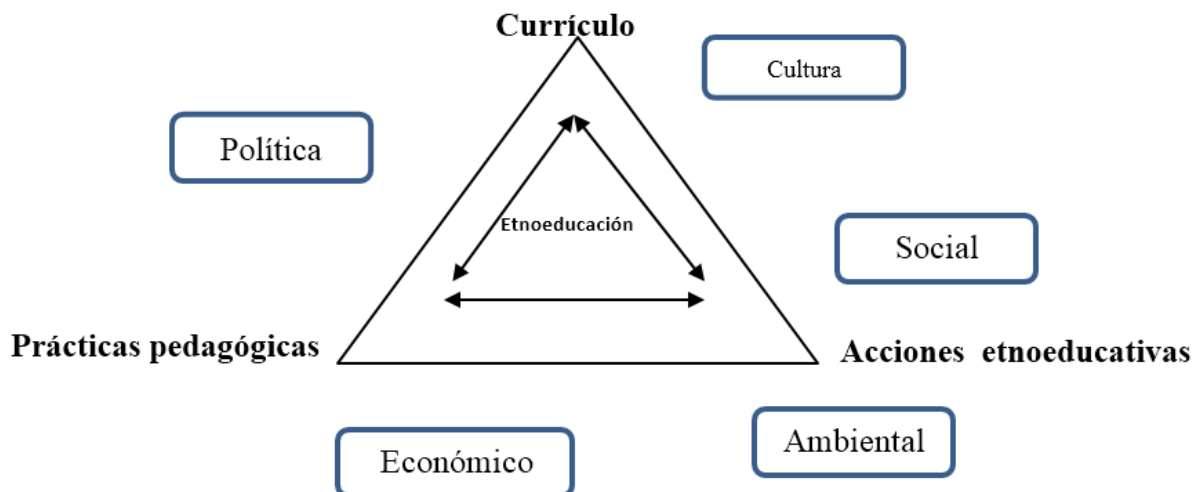 Currículo
Cultura
Política
Etnoeducación
Social
Prácticas pedagógicas
Acciones etnoeducativas
Ambiental
Económico